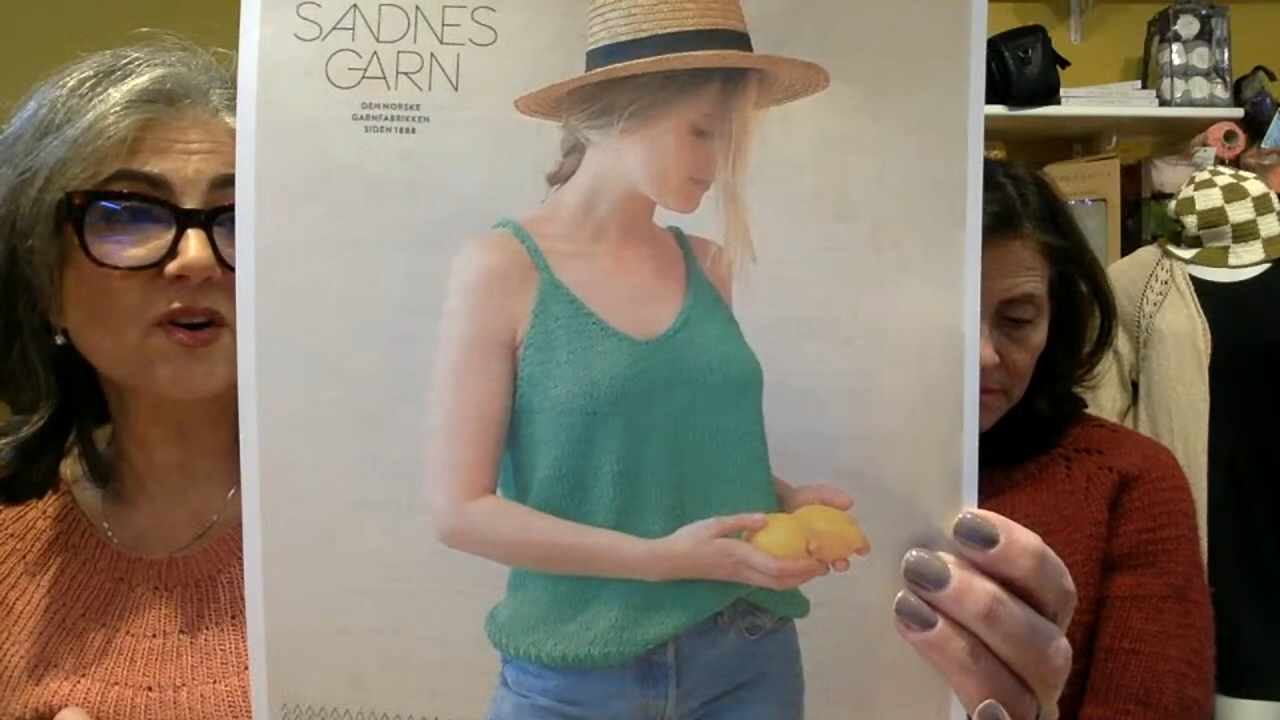 SANDNES
GARN
DEN NORSKE
GARNFABRIKKEN
SIDEN 1888